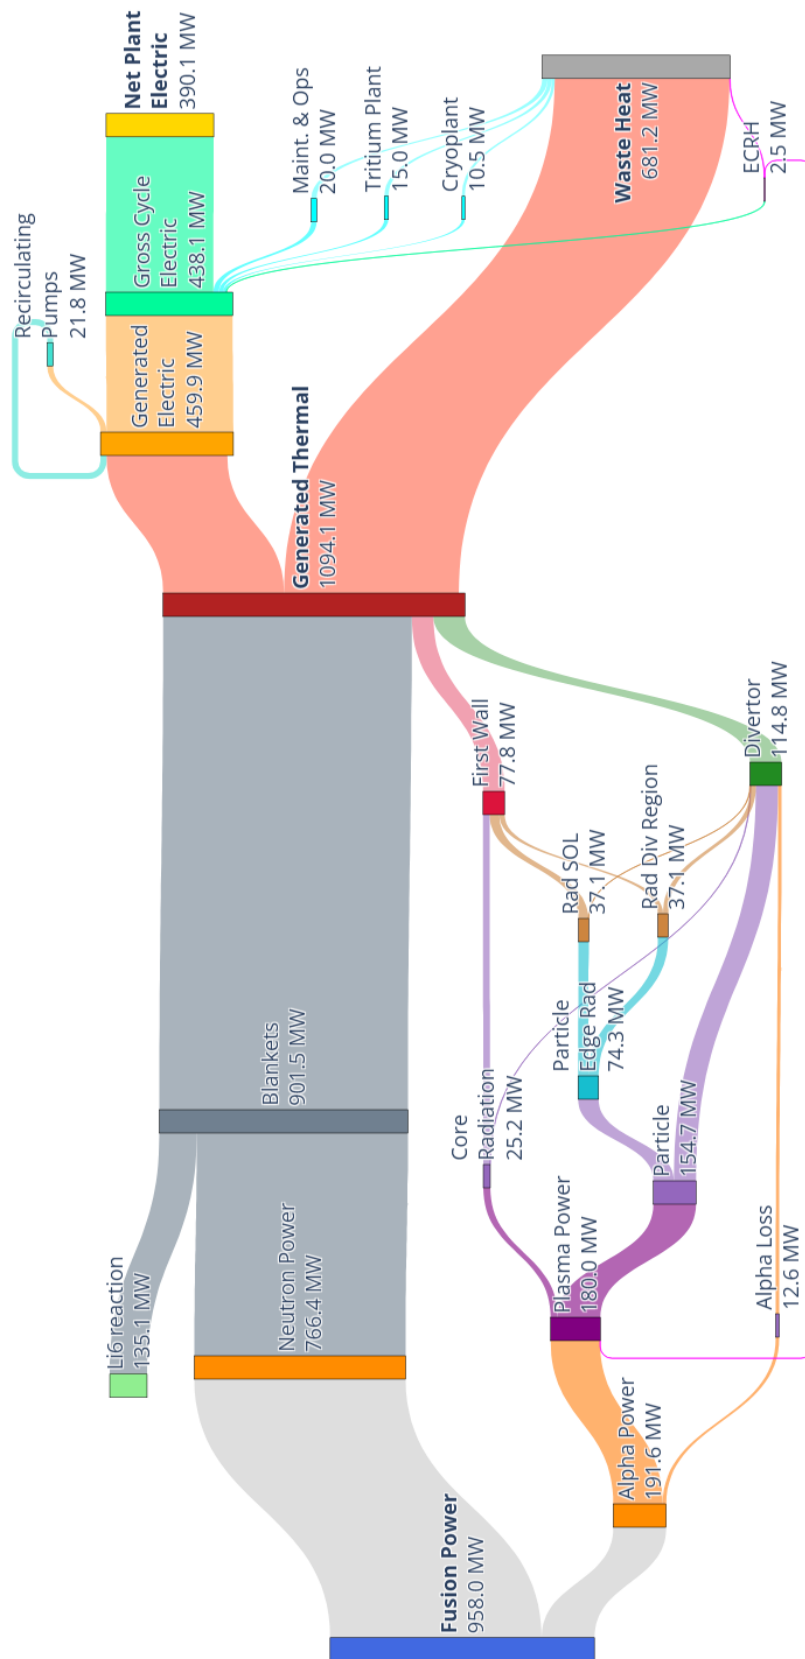 Fusion Power
958.0 MW
Alpha Power
191.6 MW
Li6 reaction
135.1 MW
Neutron Power
766.4 MW
Plasma Power
180.0 MW
Alpha Loss
12.6 MW
Core
Radiation
25.2 MW
Particle
154.7 MW
Blankets
901.5 MW
Particle
Edge Rad
74.3 MW
Rad SOL
37.1 MW
Rad Div Region
37.1 MW
First Wall
77.8 MW
Divertor
114.8 MW
Generated Thermal
1094.1 MW
Generated
Electric
459.9 MW
Recirculating
Pumps
21.8 MW
Gross Cycle
Electric
438.1 MW
Maint. & Ops
20.0 MW
Tritium Plant
15.0 MW
Cryoplant
10.5 MW
ECRH
2.5 MW
Net Plant
Electric
390.1 MW
Waste Heat
681.2 MW